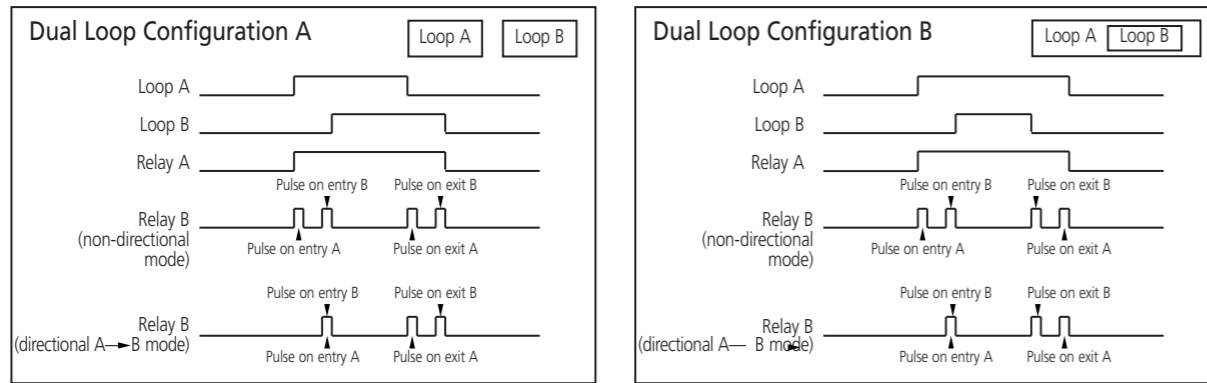 Dual Loop Configuration A
Loop A
Loop B
Loop A
Loop B
Relay A
Pulse on entry B
Pulse on exit B
Relay B
(non-directional
mode)
Pulse on entry A
Pulse on exit A
Pulse on entry B
Pulse on exit B
Relay B
(directional A→B mode)
Pulse on entry A
Pulse on exit A
Dual Loop Configuration B
Loop A
Loop B
Loop A
Loop B
Relay A
Pulse on entry B
Pulse on exit B
Relay B
(non-directional
mode)
Pulse on entry A
Pulse on exit A
Pulse on entry B
Pulse on exit B
Relay B
(directional A— B mode)
Pulse on entry A
Pulse on exit A